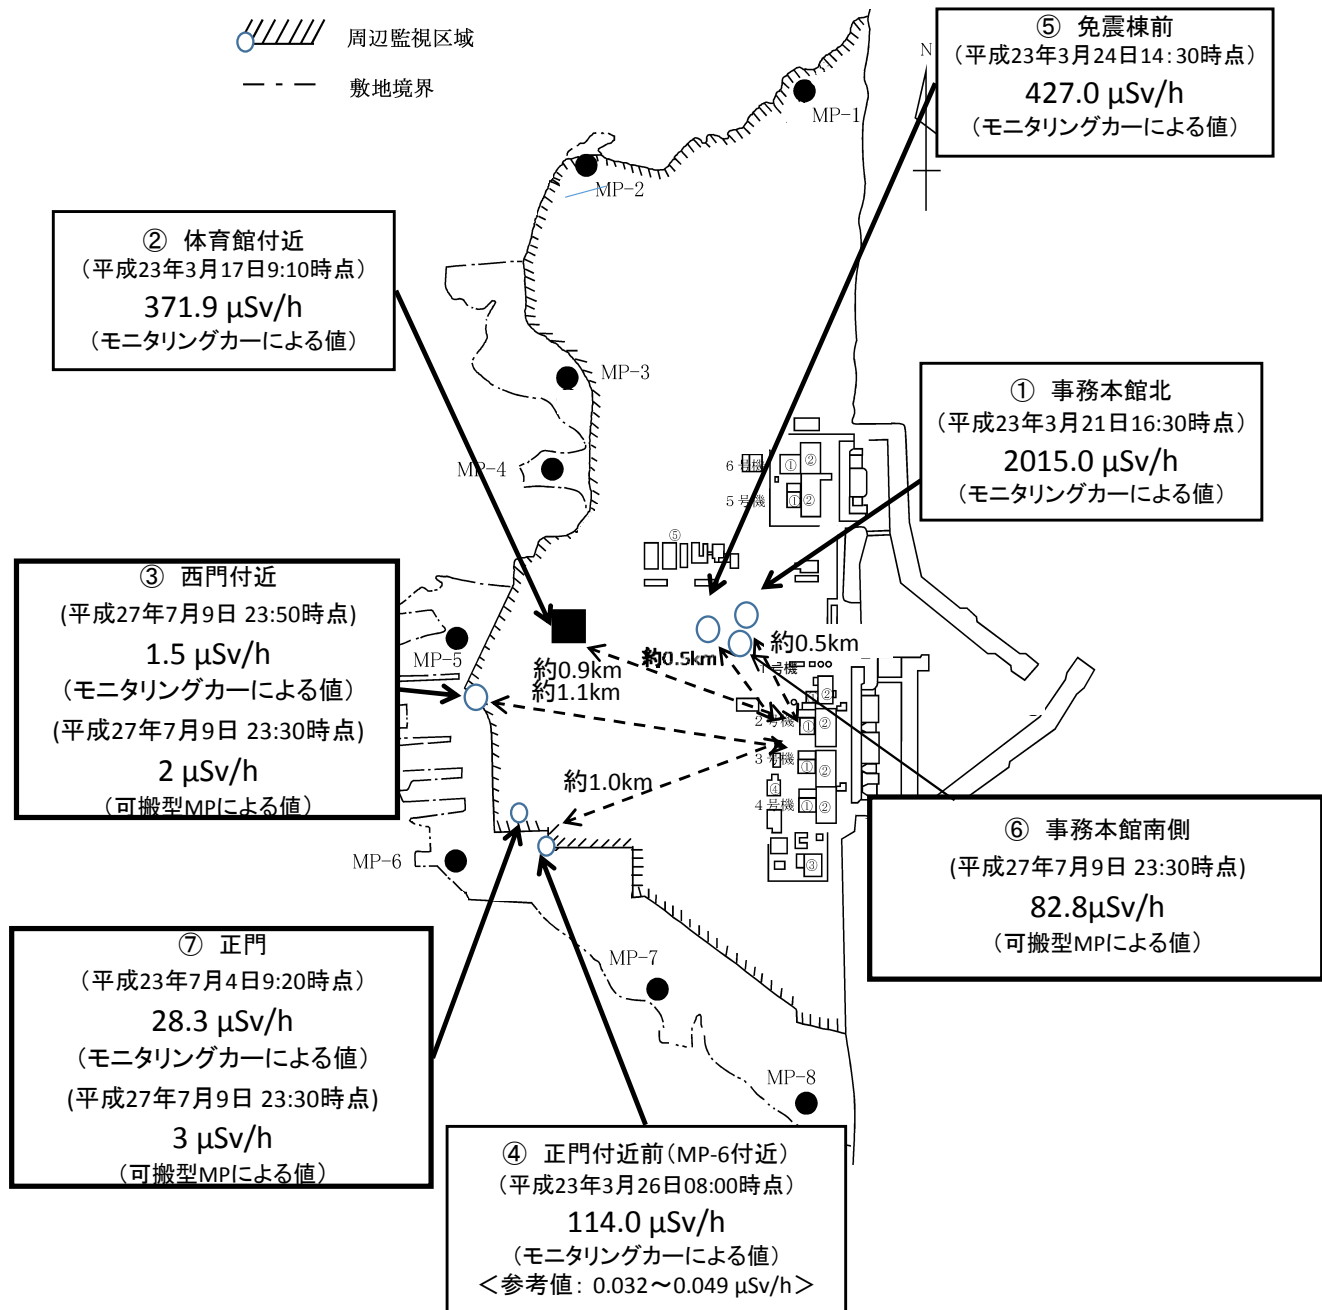 周辺監視区域
敷地境界
⑤ 免震棟前
(平成23年3月24日14:30時点)
427.0 μSv/h
(モニタリングカーによる値)
N
MP-1
MP-2
② 体育館付近
(平成23年3月17日9:10時点)
371.9 μSv/h
(モニタリングカーによる値)
MP-3
① 事務本館北
(平成23年3月21日16:30時点)
2015.0 μSv/h
(モニタリングカーによる値)
MP-4
6号機
① ②
5号機
① ②
⑤
③ 西門付近
(平成27年7月9日 23:50時点)
1.5 μSv/h
(モニタリングカーによる値)
(平成27年7月9日 23:30時点)
2 μSv/h
(可搬型MPによる値)
MP-5
約0.9km
約1.1km
約0.5km
約0.5km
1号機
②
2号機
① ②
3号機
① ②
④
4号機
① ②
③
約1.0km
MP-6
⑥ 事務本館南側
(平成27年7月9日 23:30時点)
82.8μSv/h
(可搬型MPによる値)
⑦ 正門
(平成23年7月4日9:20時点)
28.3 μSv/h
(モニタリングカーによる値)
(平成27年7月9日 23:30時点)
3 μSv/h
(可搬型MPによる値)
MP-7
MP-8
④ 正門付近前(MP-6付近)
(平成23年3月26日08:00時点)
114.0 μSv/h
(モニタリングカーによる値)
<参考値: 0.032~0.049 μSv/h>